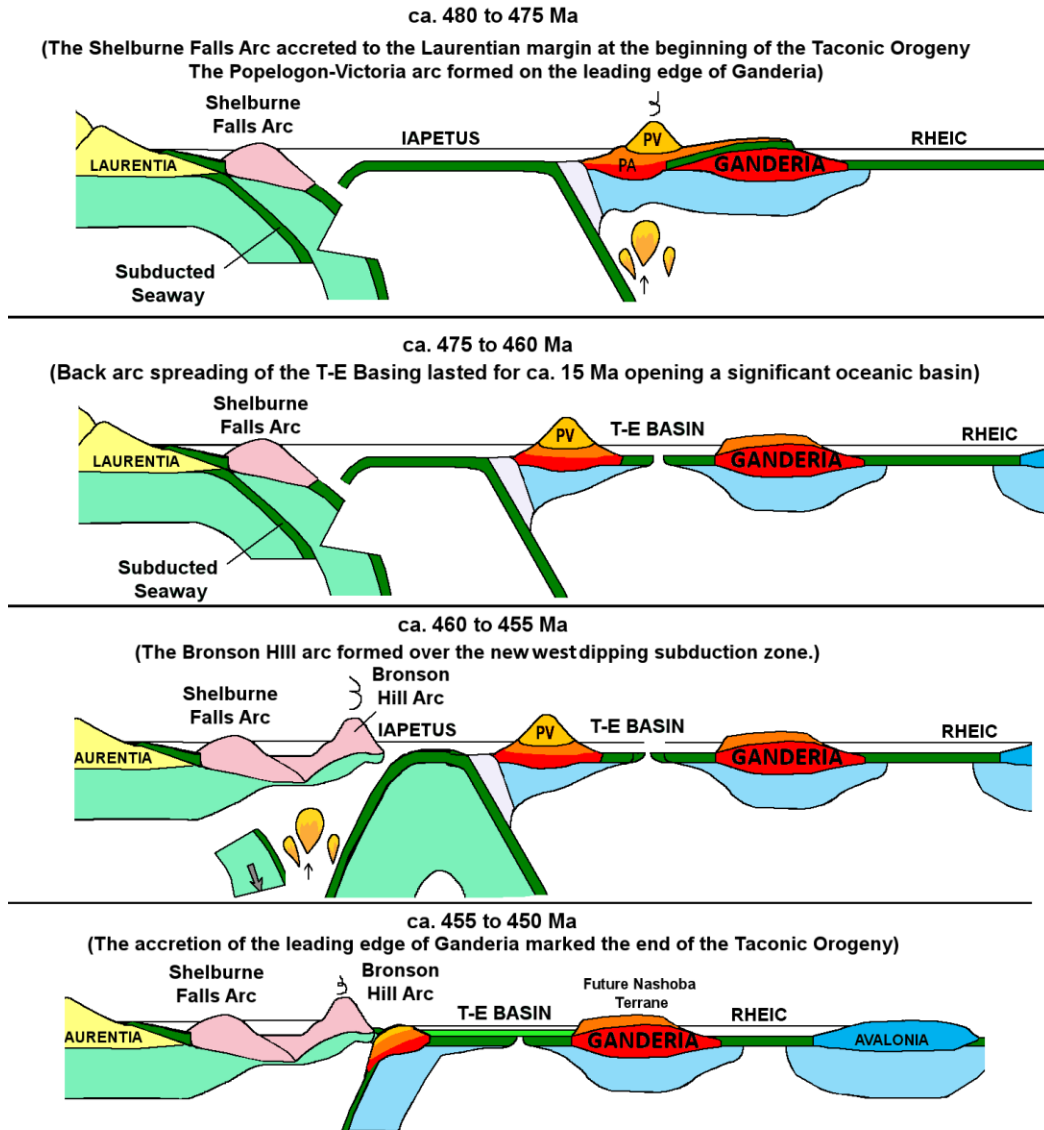 ca. 480 to 475 Ma
(The Shelburne Falls Arc accreted to the Laurentian margin at the beginning of the Taconic Orogeny
The Popelogon-Victoria arc formed on the leading edge of Ganderia)
Shelburne
Falls Arc
IAPETUS
PV
RHEIC
LAURENTIA
PA
GANDERIA
Subducted
Seaway
ca. 475 to 460 Ma
(Back arc spreading of the T-E Basing lasted for ca. 15 Ma opening a significant oceanic basin)
Shelburne
Falls Arc
PV
T-E BASIN
RHEIC
LAURENTIA
GANDERIA
Subducted
Seaway
ca. 460 to 455 Ma
(The Bronson HIll arc formed over the new west dipping subduction zone.)
Bronson
Hill Arc
Shelburne
Falls Arc
IAPETUS
PV
T-E BASIN
RHEIC
AURENTIA
GANDERIA
ca. 455 to 450 Ma
(The accretion of the leading edge of Ganderia marked the end of the Taconic Orogeny)
Shelburne
Falls Arc
Bronson
Hill Arc
T-E BASIN
Future Nashoba
Terrane
RHEIC
AURENTIA
GANDERIA
AVALONIA